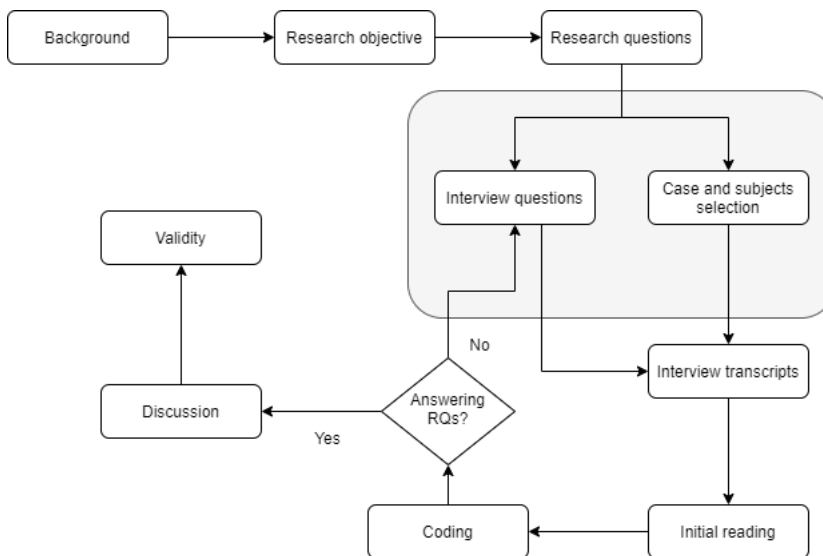 Background
Research objective
Research questions
Interview questions
Case and subjects
selection
Validity
No
Interview transcripts
Answering
RQs?
Discussion
Yes
Coding
Initial reading